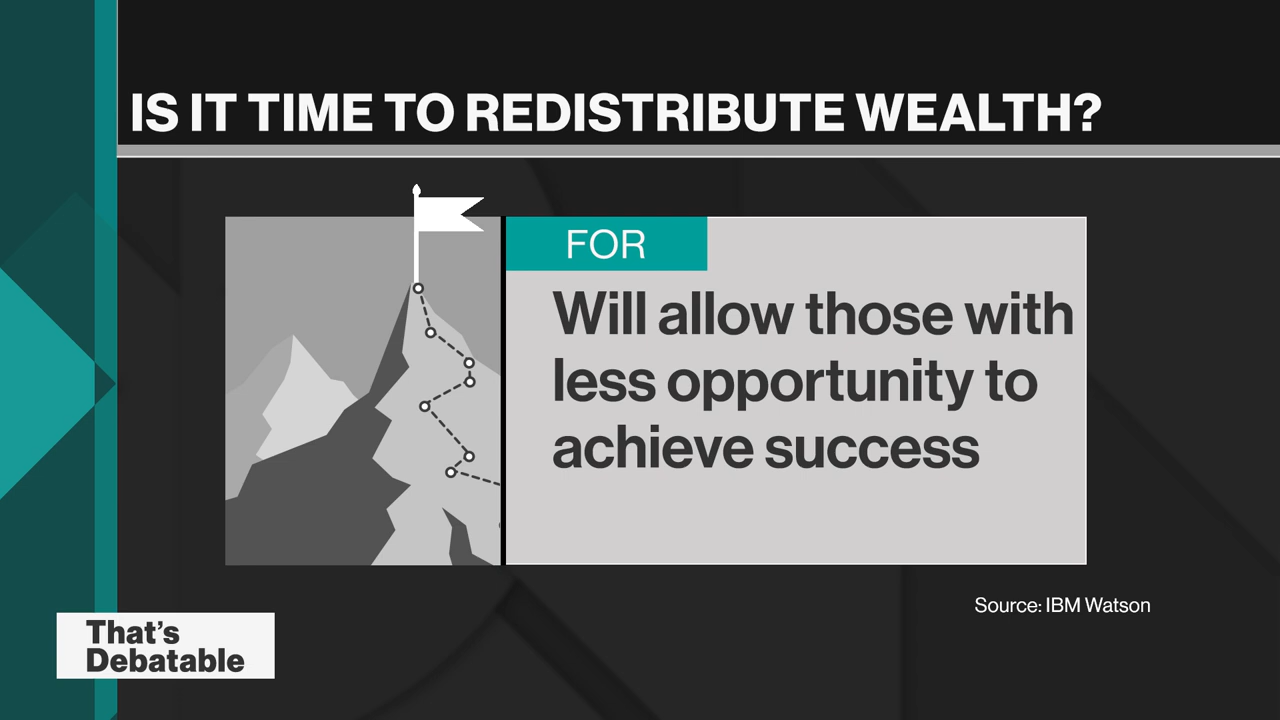 IS IT TIME TO REDISTRIBUTE WEALTH?
FOR
Will allow those with
less opportunity to
achieve success
Source: IBM Watson
That's
Debatable